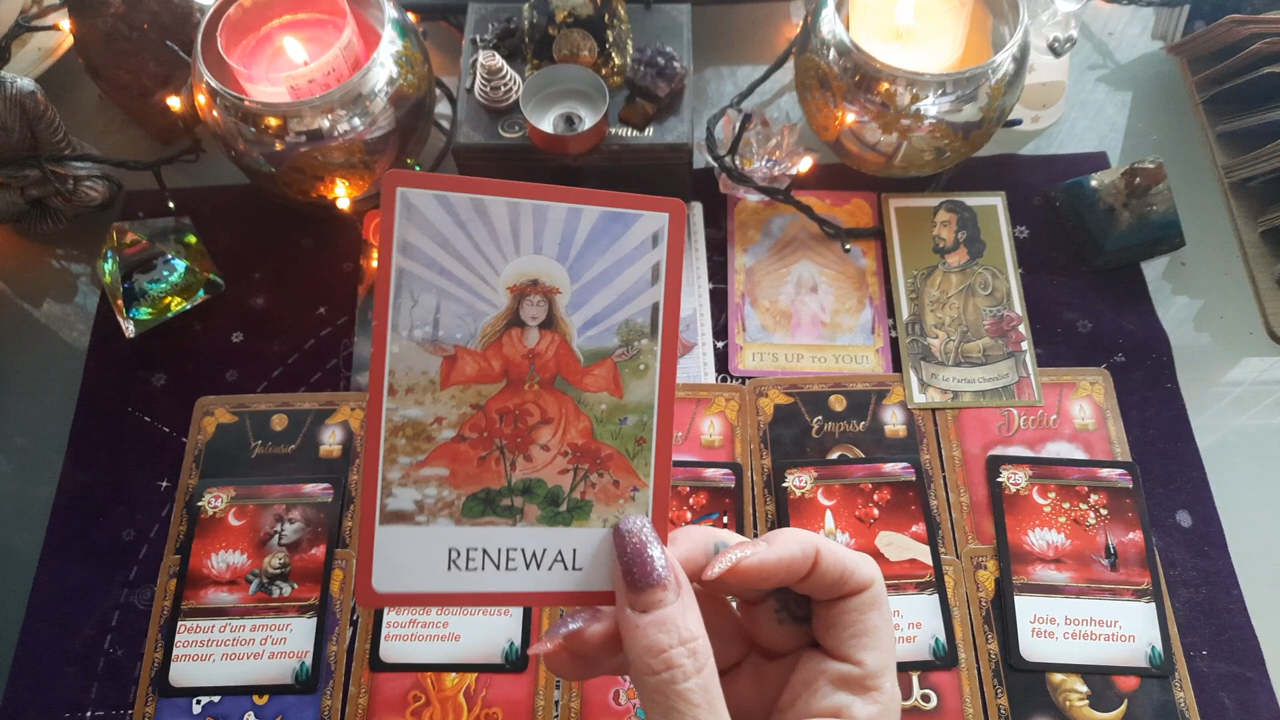 IT'S UP to YOU!
IV. Le Parfait Chevalier
Jalousie
Emprise
Déclic
34
42
25
RENEWAL
Début d'un amour,
construction d'un
amour, nouvel amour
Période douloureuse,
souffrance
émotionnelle
Joie, bonheur,
fête, célébration